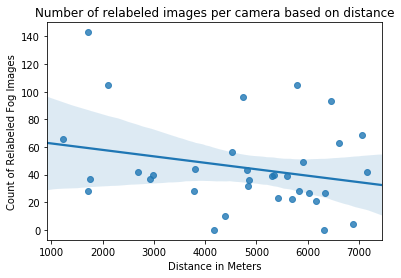 Number of relabeled images per camera based on distance
Count of Relabeled Fog Images
140
120
100
80
60
40
20
0
1000 2000 3000 4000 5000 6000 7000
Distance in Meters